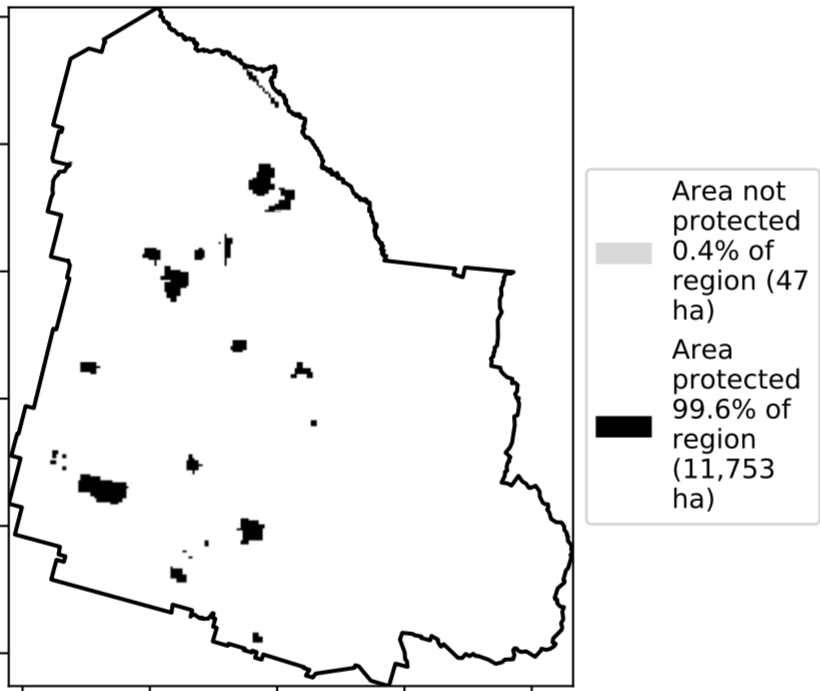 Area not
protected
0.4% of
region (47
ha)
Area
protected
99.6% of
region
(11,753
ha)